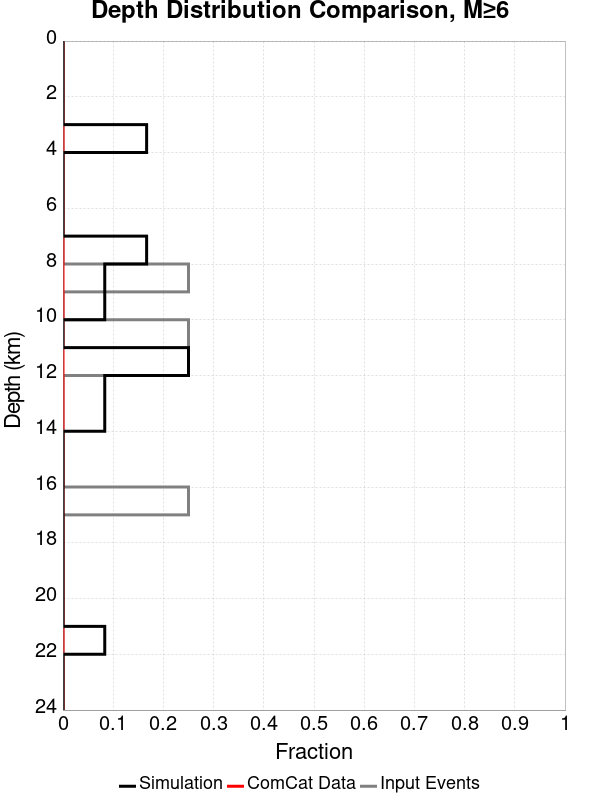 Depth Distribution Comparison, M≥6
0
2
4
6
8
10
12
14
16
18
20
22
24
Depth (km)
0 0.1 0.2 0.3 0.4 0.5 0.6 0.7 0.8 0.9 1
Fraction
Simulation ComCat Data Input Events